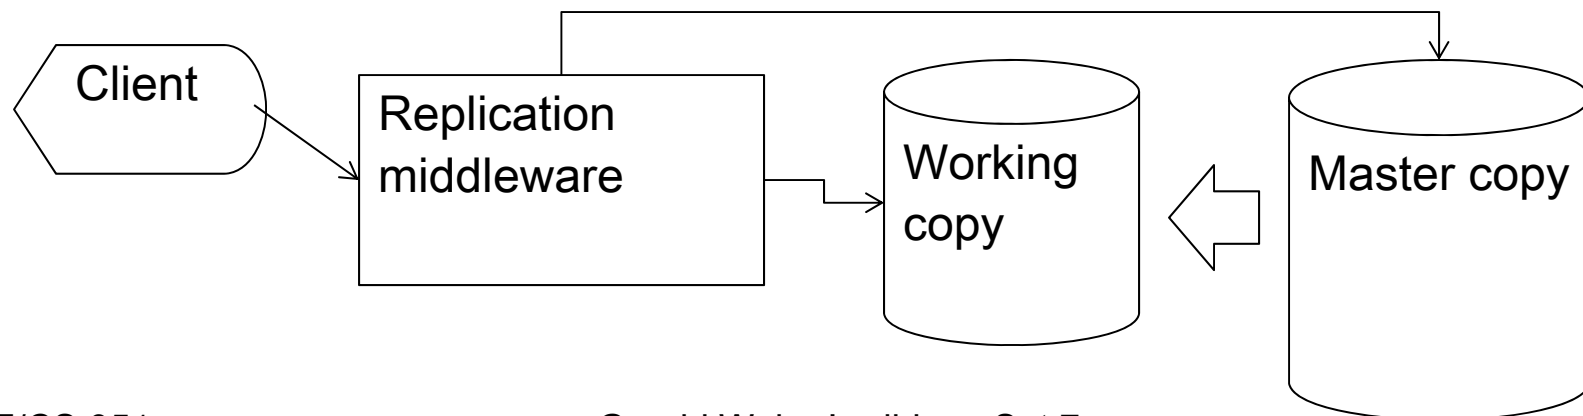 Client
Replication
middleware
Working
copy
Master copy